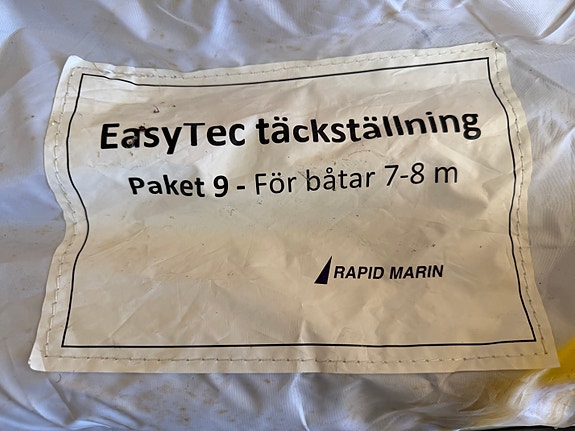 EasyTec täckställning
Paket 9 - För båtar 7-8 m
RAPID MARIN